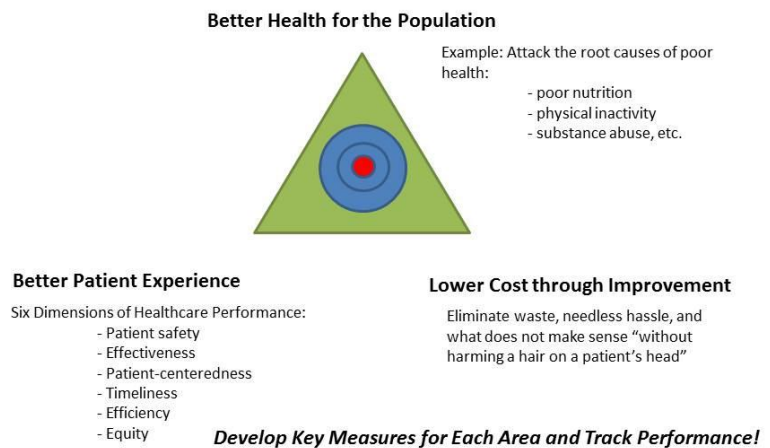 Better Health for the Population
Example: Attack the root causes of poor
health:
- poor nutrition
- physical inactivity
- substance abuse, etc.
Better Patient Experience
Six Dimensions of Healthcare Performance:
- Patient safety
- Effectiveness
- Patient-centeredness
- Timeliness
- Efficiency
- Equity
Lower Cost through Improvement
Eliminate waste, needless hassle, and
what does not make sense “without
harming a hair on a patient’s head”
Develop Key Measures for Each Area and Track Performance!